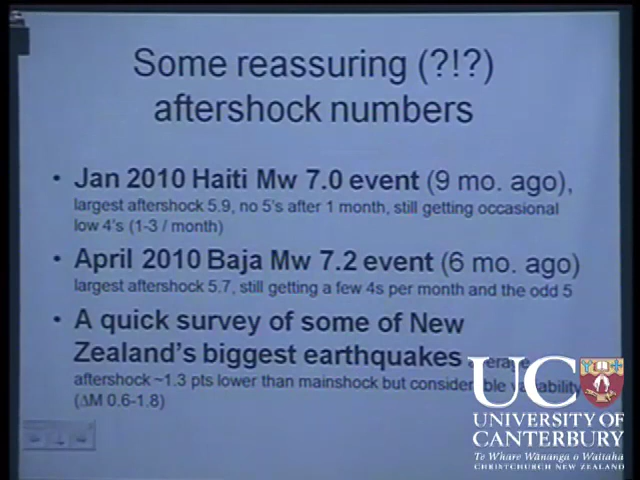 Some reassuring (?!?)
aftershock numbers
• Jan 2010 Haiti Mw 7.0 event (9 mo. ago),
largest aftershock 5.9, no 5's after 1 month, still getting occasional
low 4's (1-3 / month)
• April 2010 Baja Mw 7.2 event (6 mo. ago)
largest aftershock 5.7, still getting a few 4s per month and the odd 5
• A quick survey of some of New
Zealand's biggest earthquakes average
aftershock ~1.3 pts lower than mainshock but considerable variability
(ΔM 0.6-1.8)
UC
UNIVERSITY OF
CANTERBURY
Te Whare Wānanga o Waitaha
CHRISTCHURCH NEW ZEALAND